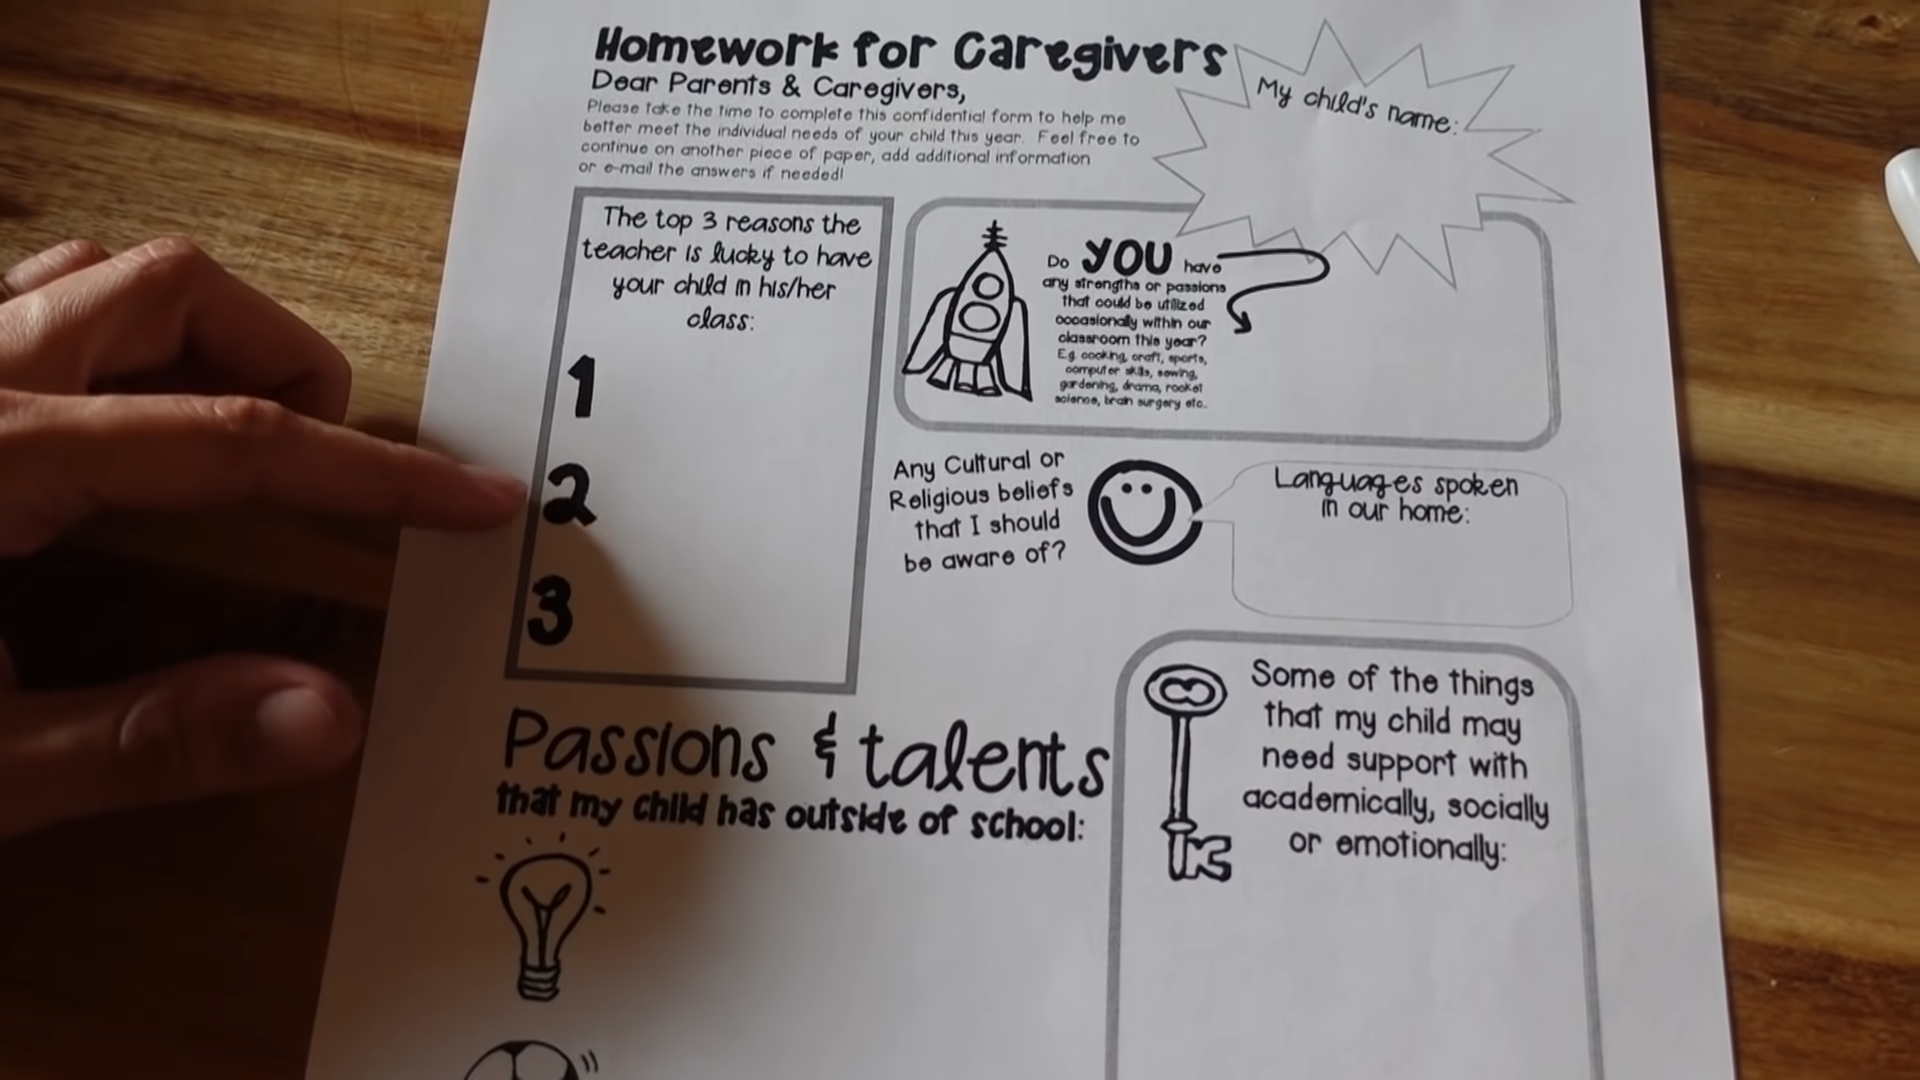 Homework for Caregivers
Dear Parents & Caregivers,
Please take the time to complete this confidential form to help me
better meet the individual needs of your child this year. Feel free to
continue on another piece of paper, add additional information
or e-mail the answers if needed!
My child's name:
The top 3 reasons the
teacher is lucky to have
your child in his/her
class:
1
2
3
Do YOU have
any strengths or passions
that could be utilized
occasionally within our
classroom this year?
E.g. cooking, craft, sports,
computer skills, sewing,
gardening, drama, rocket
science, brain surgery etc.
Any Cultural or
Religious beliefs
that I should
be aware of?
Languages spoken
in our home:
Passions & talents
that my child has outside of school:
Some of the things
that my child may
need support with
academically, socially
or emotionally: